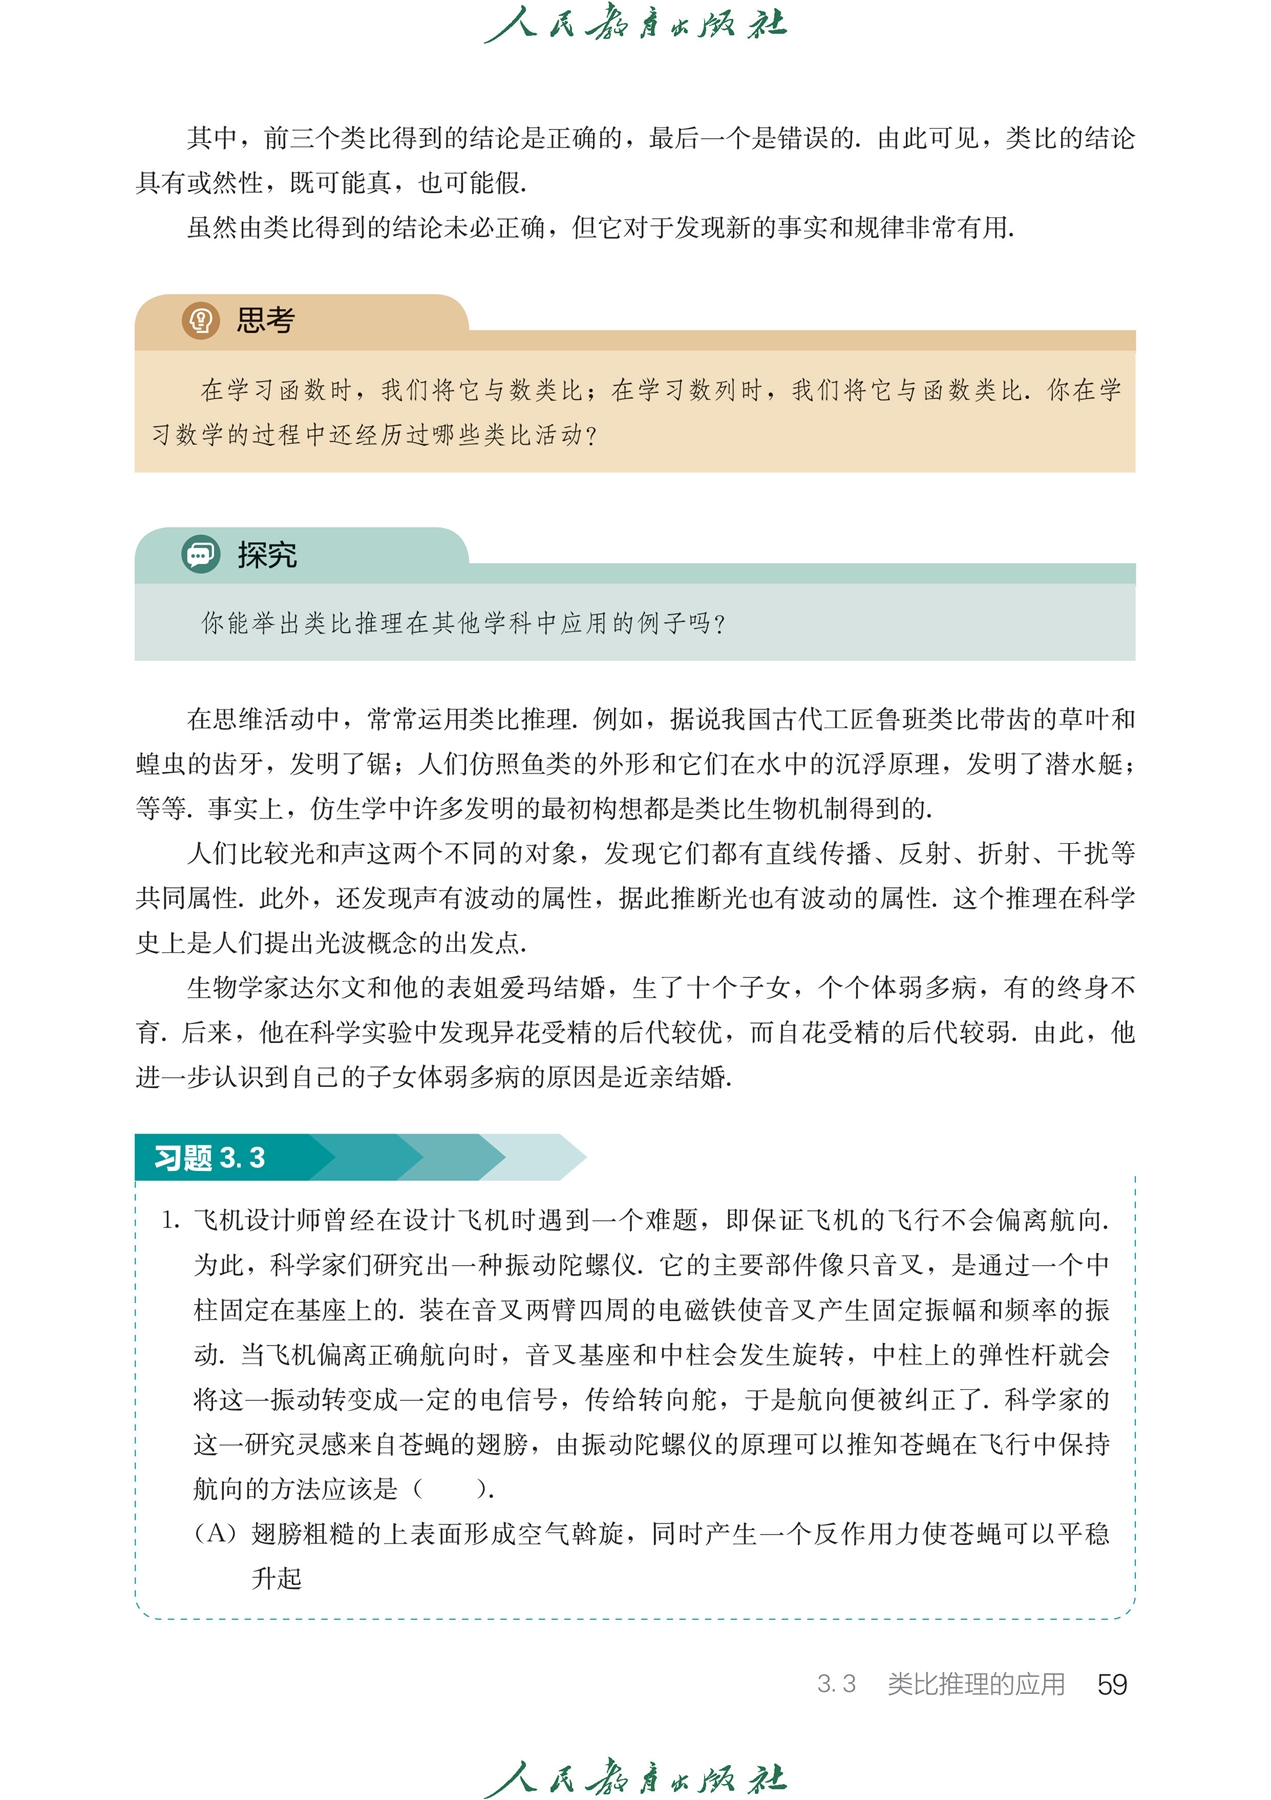 人民教育出版社
其中，前三个类比得到的结论是正确的，最后一个是错误的. 由此可见，类比的结论
具有或然性，既可能真，也可能假.
虽然由类比得到的结论未必正确，但它对于发现新的事实和规律非常有用.
思考
在学习函数时，我们将它与数类比；在学习数列时，我们将它与函数类比. 你在学
习数学的过程中还经历过哪些类比活动？
探究
你能举出类比推理在其他学科中应用的例子吗？
在思维活动中，常常运用类比推理. 例如，据说我国古代工匠鲁班类比带齿的草叶和
蝗虫的齿牙，发明了锯；人们仿照鱼类的外形和它们在水中的沉浮原理，发明了潜水艇；
等等. 事实上，仿生学中许多发明的最初构想都是类比生物机制得到的.
人们比较光和声这两个不同的对象，发现它们都有直线传播、反射、折射、干扰等
共同属性. 此外，还发现声有波动的属性，据此推断光也有波动的属性. 这个推理在科学
史上是人们提出光波概念的出发点.
生物学家达尔文和他的表姐爱玛结婚，生了十个子女，个个体弱多病，有的终身不
育. 后来，他在科学实验中发现异花受精的后代较优，而自花受精的后代较弱. 由此，他
进一步认识到自己的子女体弱多病的原因是近亲结婚.
习题 3. 3
1. 飞机设计师曾经在设计飞机时遇到一个难题，即保证飞机的飞行不会偏离航向.
为此，科学家们研究出一种振动陀螺仪. 它的主要部件像只音叉，是通过一个中
柱固定在基座上的. 装在音叉两臂四周的电磁铁使音叉产生固定振幅和频率的振
动. 当飞机偏离正确航向时，音叉基座和中柱会发生旋转，中柱上的弹性杆就会
将这一振动转变成一定的电信号，传给转向舵，于是航向便被纠正了. 科学家的
这一研究灵感来自苍蝇的翅膀，由振动陀螺仪的原理可以推知苍蝇在飞行中保持
航向的方法应该是（　　）.
（A）翅膀粗糙的上表面形成空气斡旋，同时产生一个反作用力使苍蝇可以平稳
升起
3. 3　类比推理的应用　59
人民教育出版社